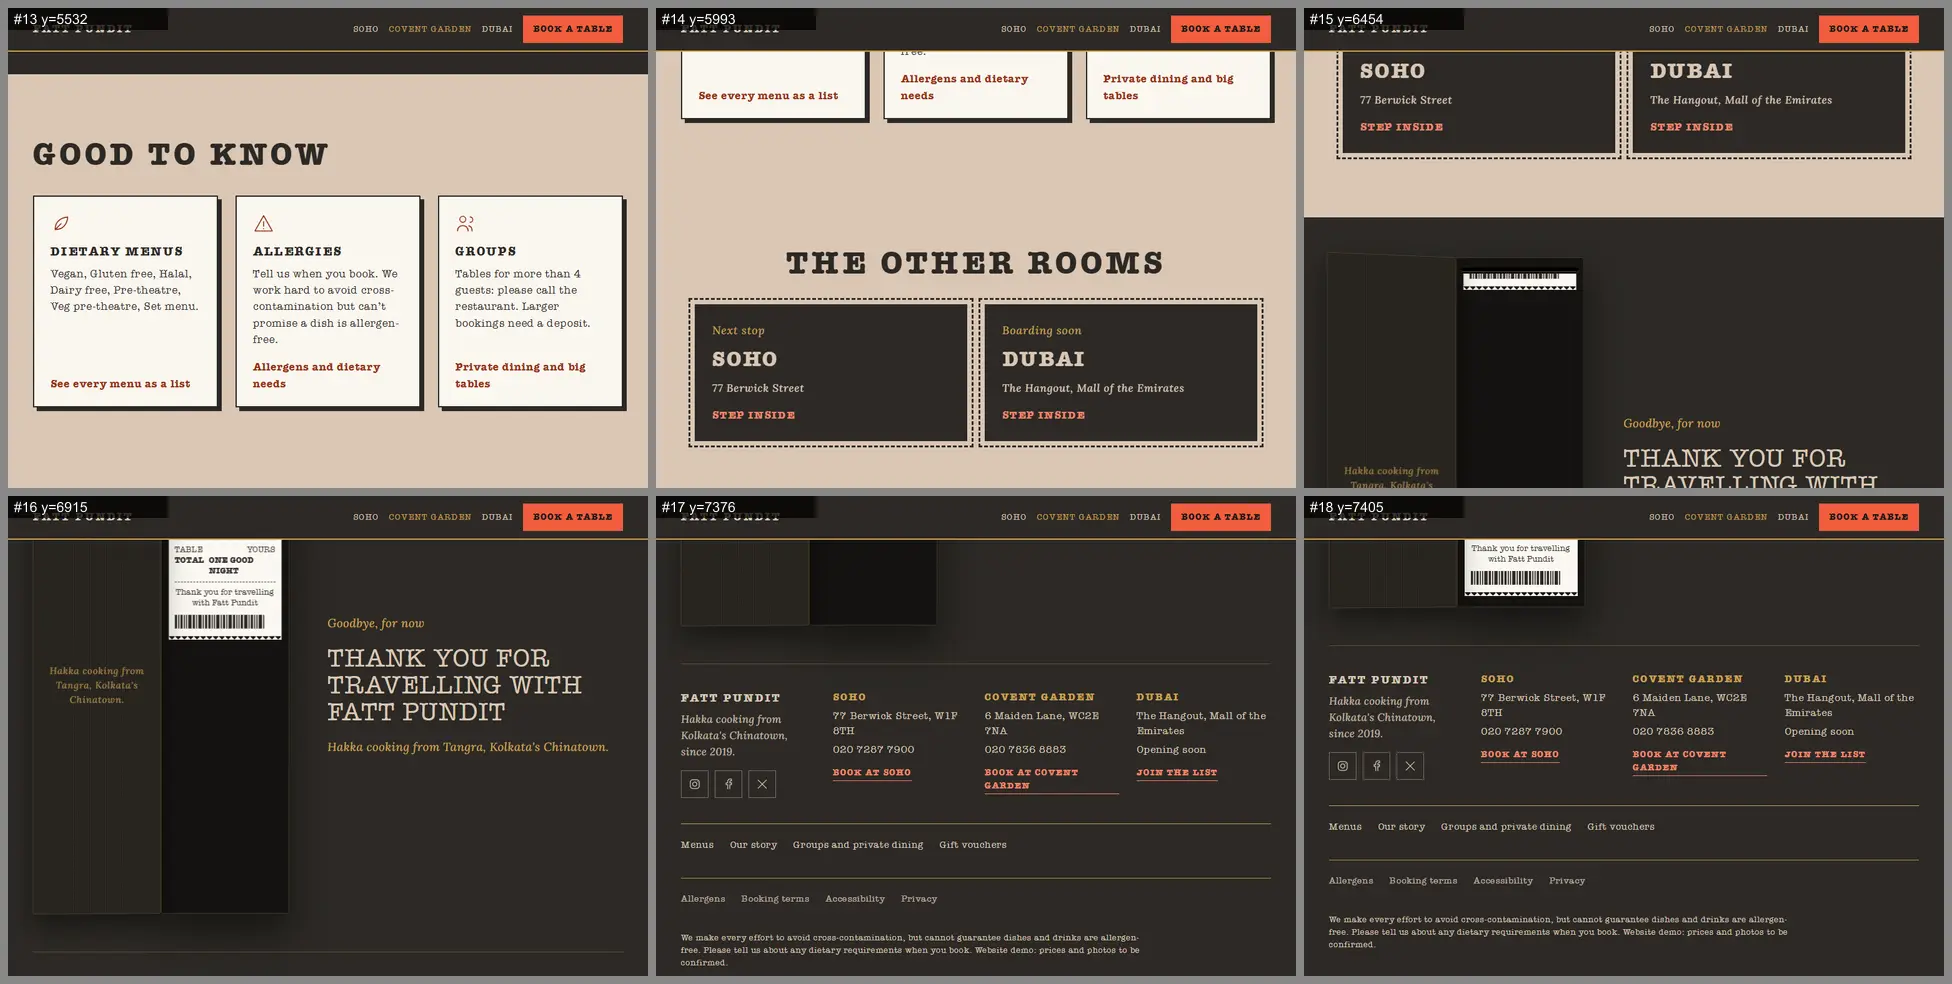 #13 y=5532
FATT PUNDIT
SOHO COVENT GARDEN DUBAI BOOK A TABLE
GOOD TO KNOW
DIETARY MENUS
Vegan, Gluten free, Halal,
Dairy free, Pre-theatre,
Veg pre-theatre, Set menu.
See every menu as a list
ALLERGIES
Tell us when you book. We
work hard to avoid cross-
contamination but can't
promise a dish is allergen-
free.
Allergens and dietary
needs
GROUPS
Tables for more than 4
guests: please call the
restaurant. Larger
bookings need a deposit.
Private dining and big
tables
#14 y=5993
FATT PUNDIT
SOHO COVENT GARDEN DUBAI BOOK A TABLE
See every menu as a list
free.
Allergens and dietary
needs
Private dining and big
tables
THE OTHER ROOMS
Next stop
SOHO
77 Berwick Street
STEP INSIDE
Boarding soon
DUBAI
The Hangout, Mall of the Emirates
STEP INSIDE
#15 y=6454
FATT PUNDIT
SOHO COVENT GARDEN DUBAI BOOK A TABLE
SOHO
77 Berwick Street
STEP INSIDE
DUBAI
The Hangout, Mall of the Emirates
STEP INSIDE
Hakka cooking from
Tangra, Kolkata's
Goodbye, for now
THANK YOU FOR
TRAVELLING WITH
#16 y=6915
FATT PUNDIT
SOHO COVENT GARDEN DUBAI BOOK A TABLE
Hakka cooking from
Tangra, Kolkata's
Chinatown.
TABLE YOURS
TOTAL ONE GOOD
NIGHT
Thank you for travelling
with Fatt Pundit
Goodbye, for now
THANK YOU FOR
TRAVELLING WITH
FATT PUNDIT
Hakka cooking from Tangra, Kolkata's Chinatown.
#17 y=7376
FATT PUNDIT
SOHO COVENT GARDEN DUBAI BOOK A TABLE
FATT PUNDIT
Hakka cooking from
Kolkata's Chinatown,
since 2019.
SOHO
77 Berwick Street, W1F
8TH
020 7287 7900
BOOK AT SOHO
COVENT GARDEN
6 Maiden Lane, WC2E
7NA
020 7836 8883
BOOK AT COVENT
GARDEN
DUBAI
The Hangout, Mall of the
Emirates
Opening soon
JOIN THE LIST
Menus Our story Groups and private dining Gift vouchers
Allergens Booking terms Accessibility Privacy
We make every effort to avoid cross-contamination, but cannot guarantee dishes and drinks are allergen-
free. Please tell us about any dietary requirements when you book. Website demo: prices and photos to be
confirmed.
#18 y=7405
FATT PUNDIT
SOHO COVENT GARDEN DUBAI BOOK A TABLE
Thank you for travelling
with Fatt Pundit
FATT PUNDIT
Hakka cooking from
Kolkata's Chinatown,
since 2019.
SOHO
77 Berwick Street, W1F
8TH
020 7287 7900
BOOK AT SOHO
COVENT GARDEN
6 Maiden Lane, WC2E
7NA
020 7836 8883
BOOK AT COVENT
GARDEN
DUBAI
The Hangout, Mall of the
Emirates
Opening soon
JOIN THE LIST
Menus Our story Groups and private dining Gift vouchers
Allergens Booking terms Accessibility Privacy
We make every effort to avoid cross-contamination, but cannot guarantee dishes and drinks are allergen-
free. Please tell us about any dietary requirements when you book. Website demo: prices and photos to be
confirmed.